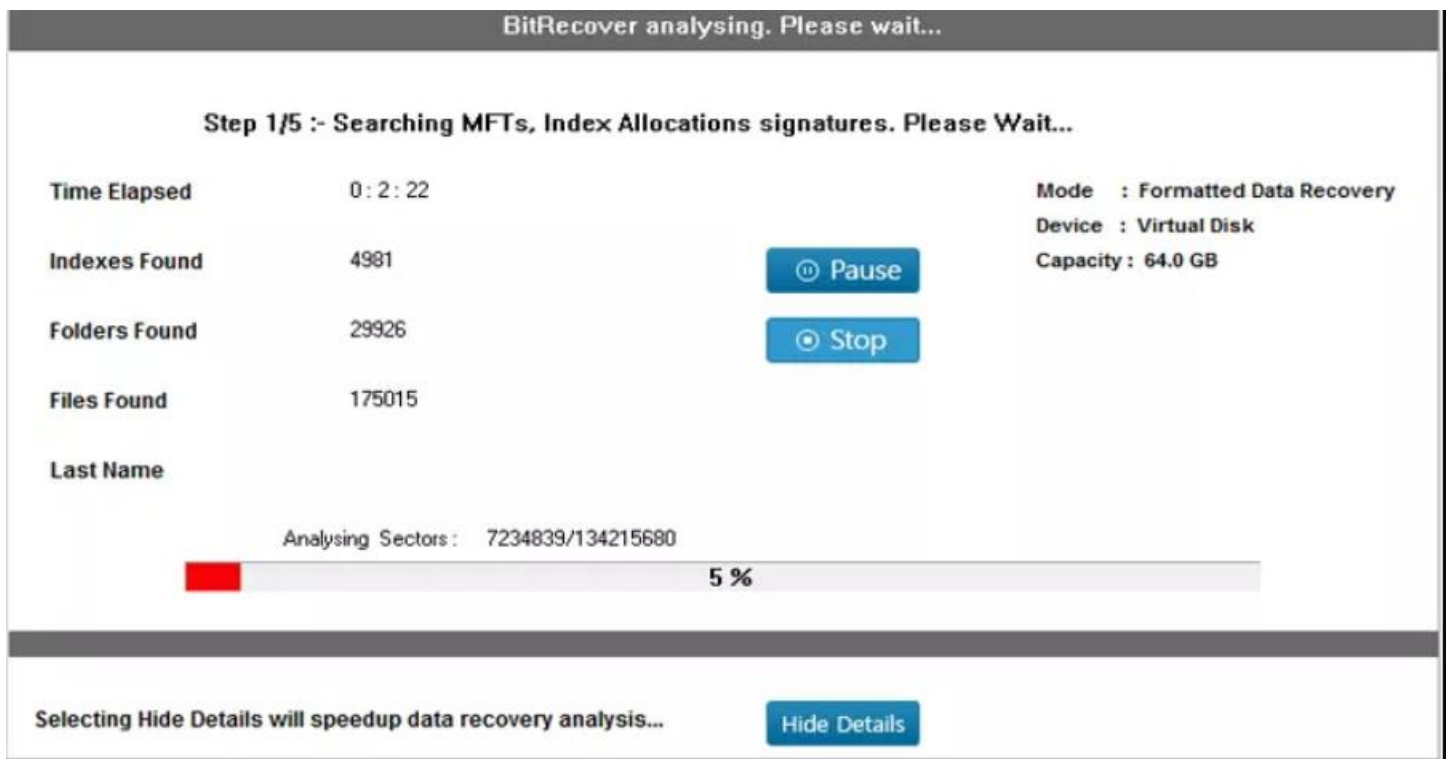 BitRecover analysing. Please wait...
Step 1/5 :- Searching MFTs, Index Allocations signatures. Please Wait...
Time Elapsed 0 : 2 : 22
Mode : Formatted Data Recovery
Device : Virtual Disk
Indexes Found 4981
Pause
Capacity : 64.0 GB
Folders Found 29926
Stop
Files Found 175015
Last Name
Analysing Sectors : 7234839/134215680
5 %
Selecting Hide Details will speedup data recovery analysis...
Hide Details